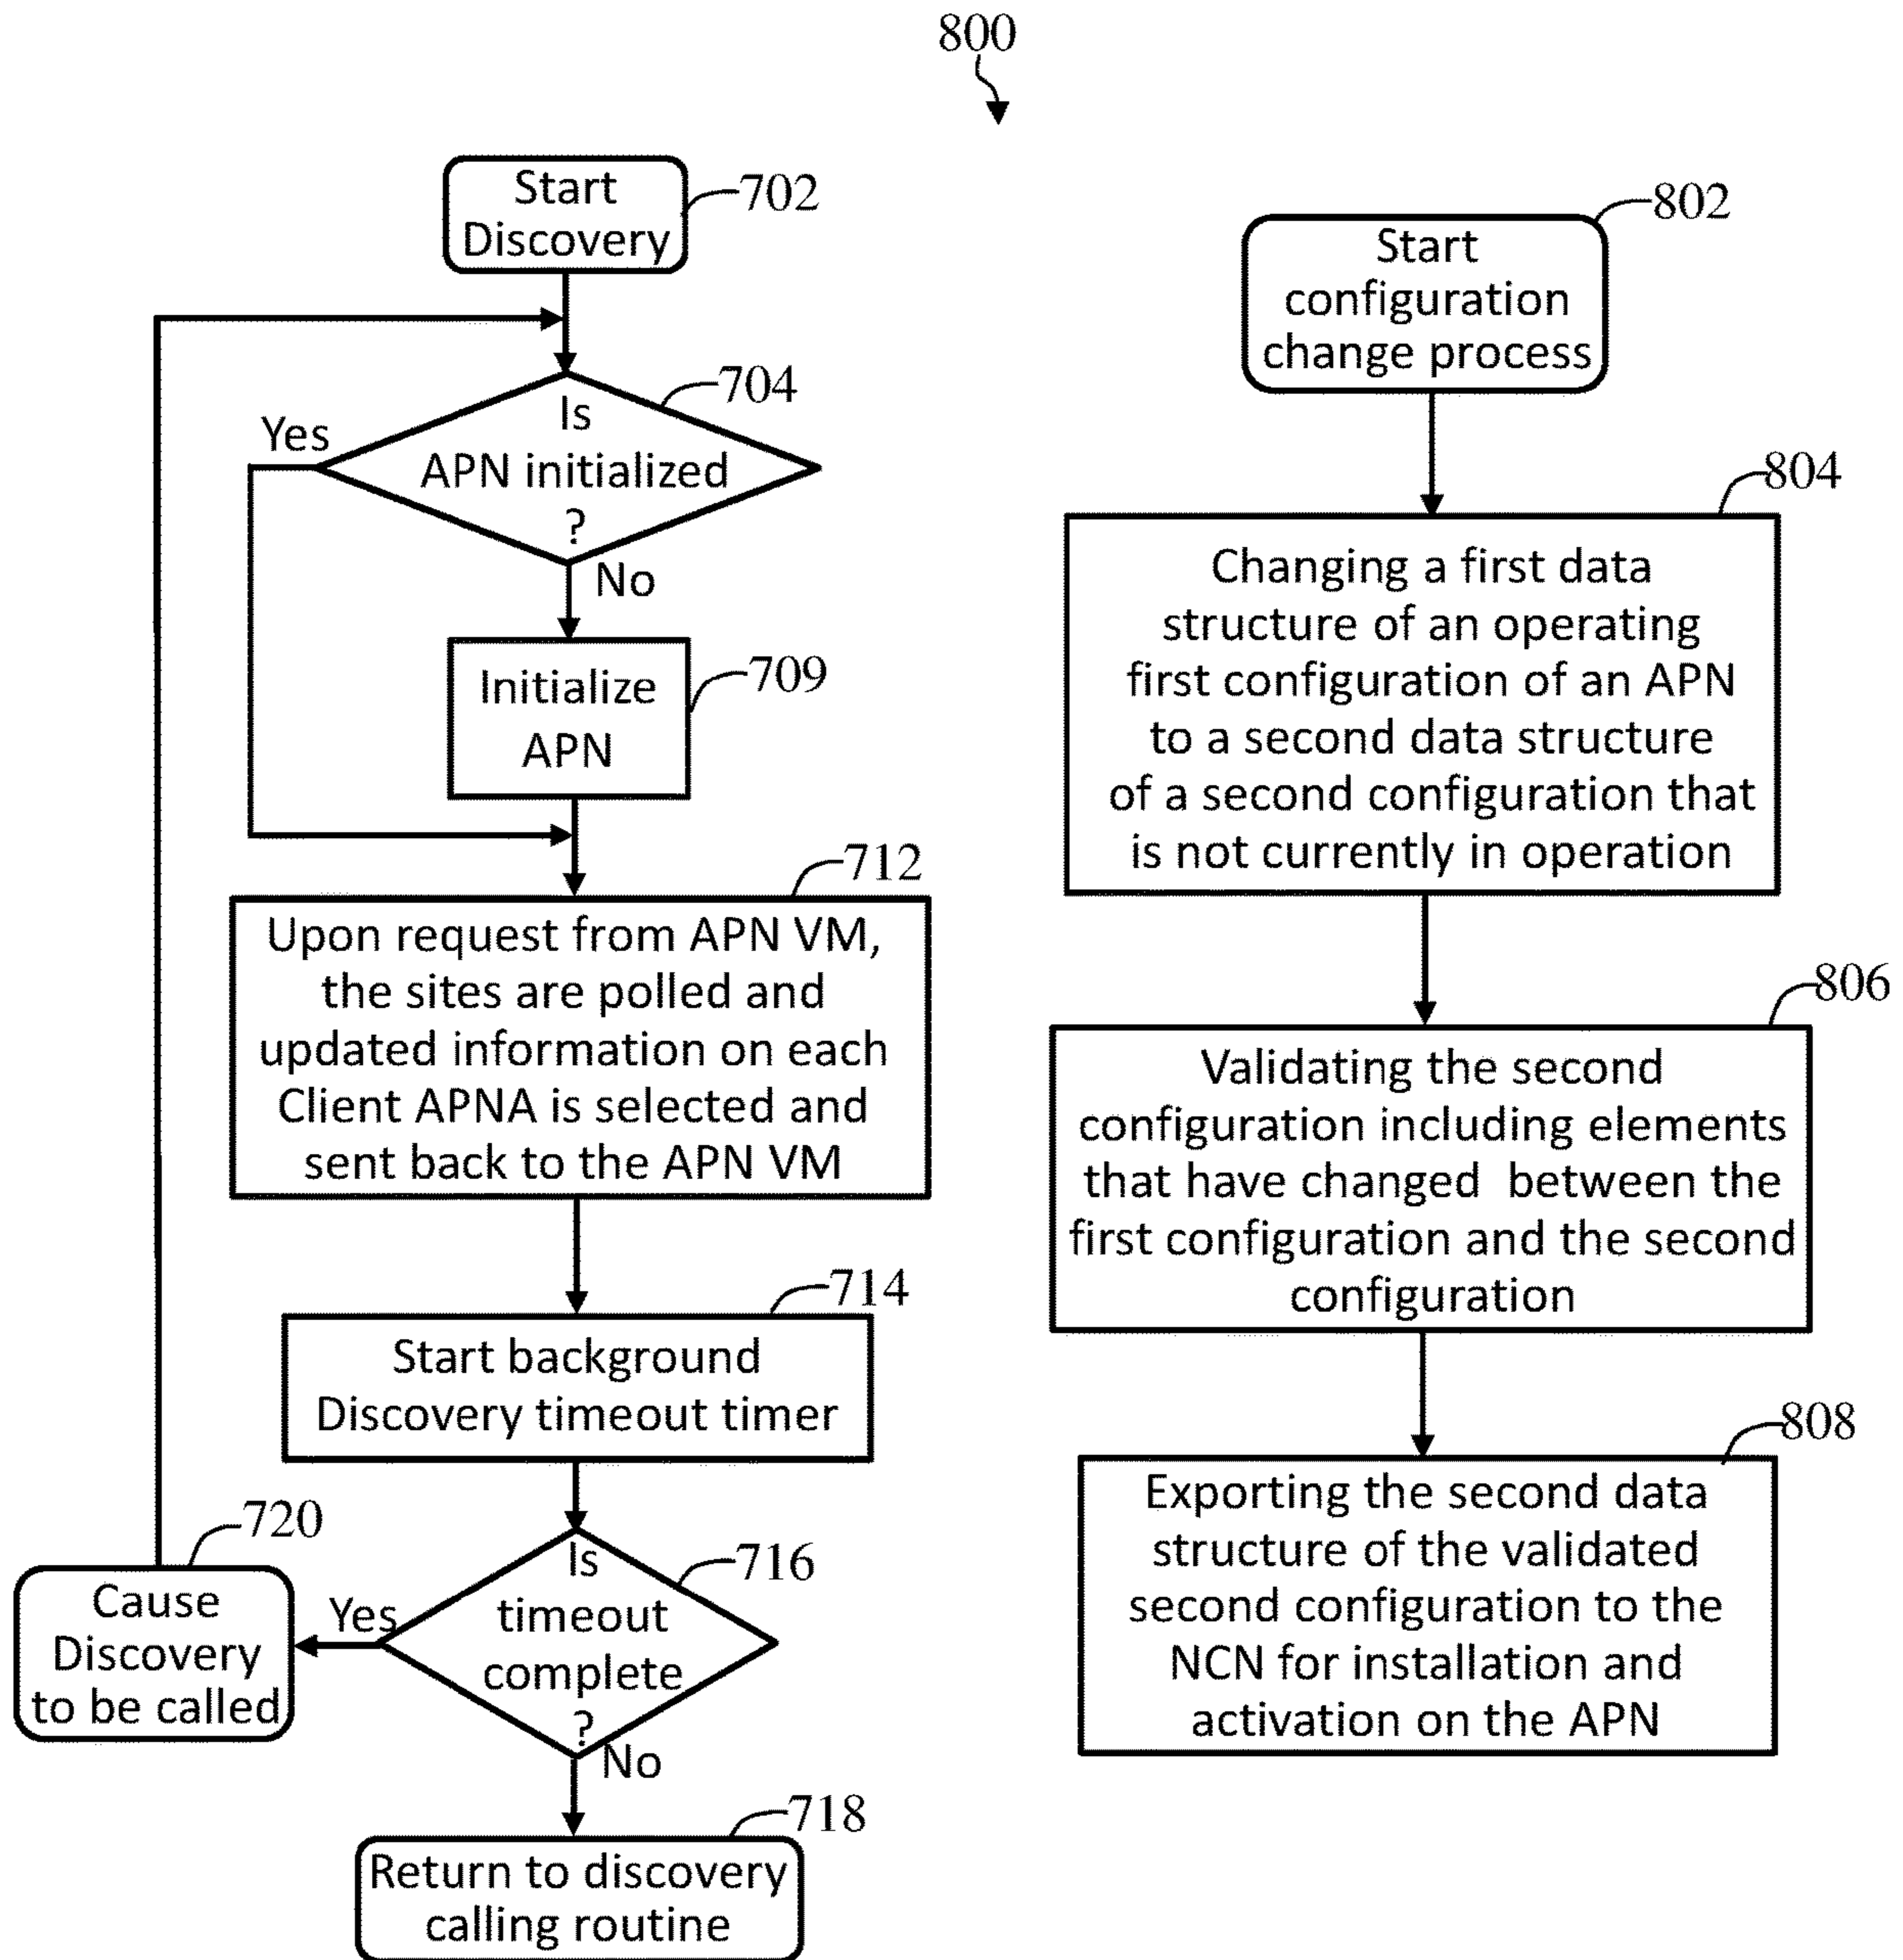 800
Start
Discovery
702
Is
APN initialized
?
704
Yes
No
Initialize
APN
709
712
Upon request from APN VM,
the sites are polled and
updated information on each
Client APNA is selected and
sent back to the APN VM
714
Start background
Discovery timeout timer
716
Is
timeout
complete
?
Yes
No
720
Cause
Discovery
to be called
718
Return to discovery
calling routine
802
Start
configuration
change process
804
Changing a first data
structure of an operating
first configuration of an APN
to a second data structure
of a second configuration that
is not currently in operation
806
Validating the second
configuration including elements
that have changed between the
first configuration and the second
configuration
808
Exporting the second data
structure of the validated
second configuration to the
NCN for installation and
activation on the APN